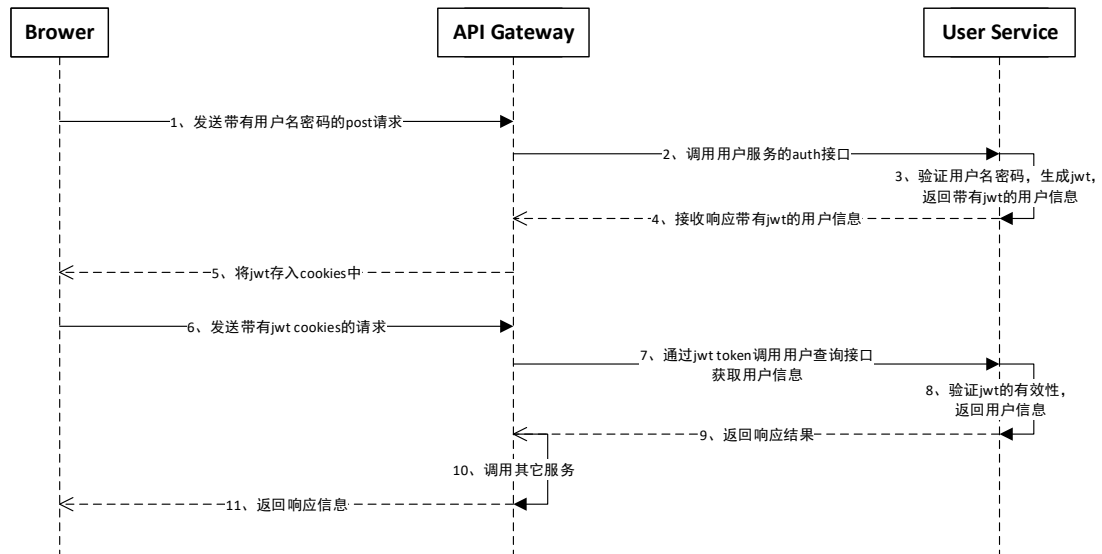 Brower
API Gateway
User Service
1、发送带有用户名密码的post请求
2、调用用户服务的auth接口
3、验证用户名密码，生成jwt，
返回带有jwt的用户信息
4、接收响应带有jwt的用户信息
5、将jwt存入cookies中
6、发送带有jwt cookies的请求
7、通过jwt token调用用户查询接口
获取用户信息
8、验证jwt的有效性，
返回用户信息
9、返回响应结果
10、调用其它服务
11、返回响应信息